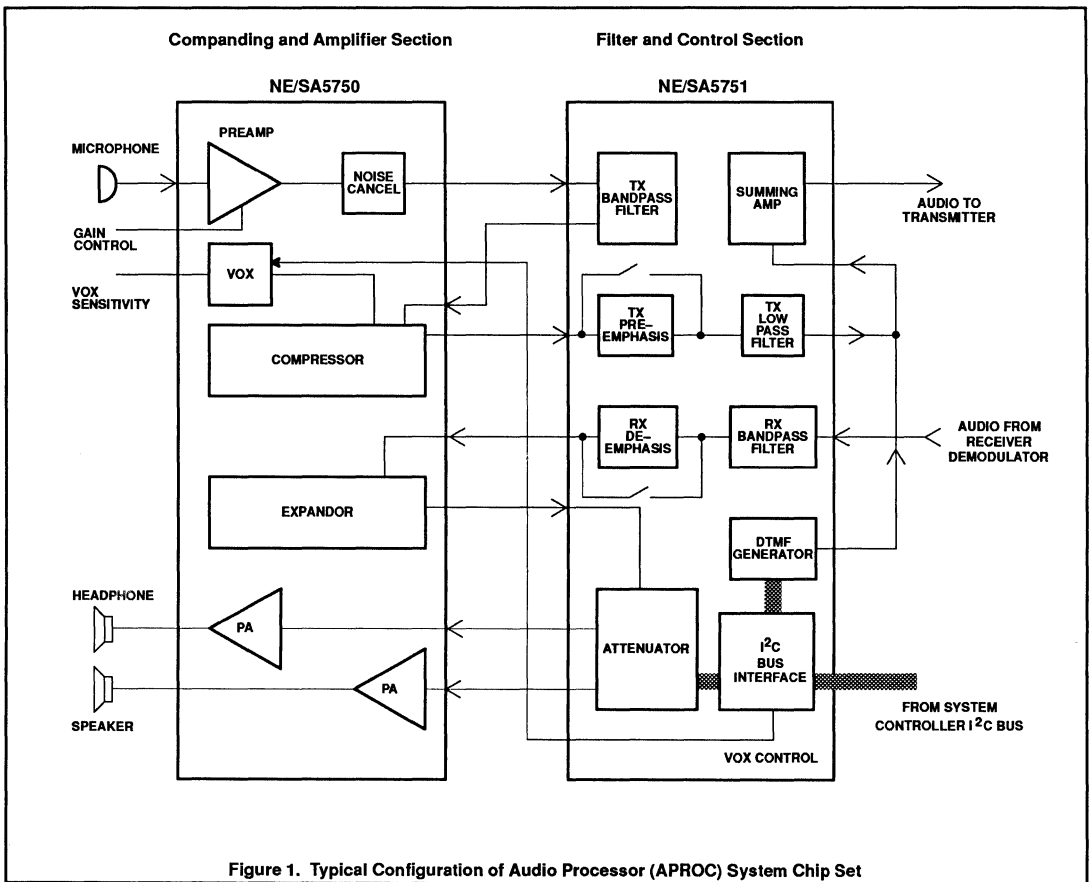 Companding and Amplifier Section
Filter and Control Section
NE/SA5750
NE/SA5751
MICROPHONE
PREAMP
NOISE
CANCEL
TX
BANDPASS
FILTER
SUMMING
AMP
AUDIO TO
TRANSMITTER
GAIN
CONTROL
VOX
VOX
SENSITIVITY
COMPRESSOR
TX
PRE–
EMPHASIS
TX
LOW
PASS
FILTER
RX
DE–
EMPHASIS
RX
BANDPASS
FILTER
AUDIO FROM
RECEIVER
DEMODULATOR
EXPANDOR
DTMF
GENERATOR
HEADPHONE
PA
ATTENUATOR
I²C
BUS
INTERFACE
PA
SPEAKER
FROM SYSTEM
CONTROLLER I²C BUS
VOX CONTROL
Figure 1. Typical Configuration of Audio Processor (APROC) System Chip Set